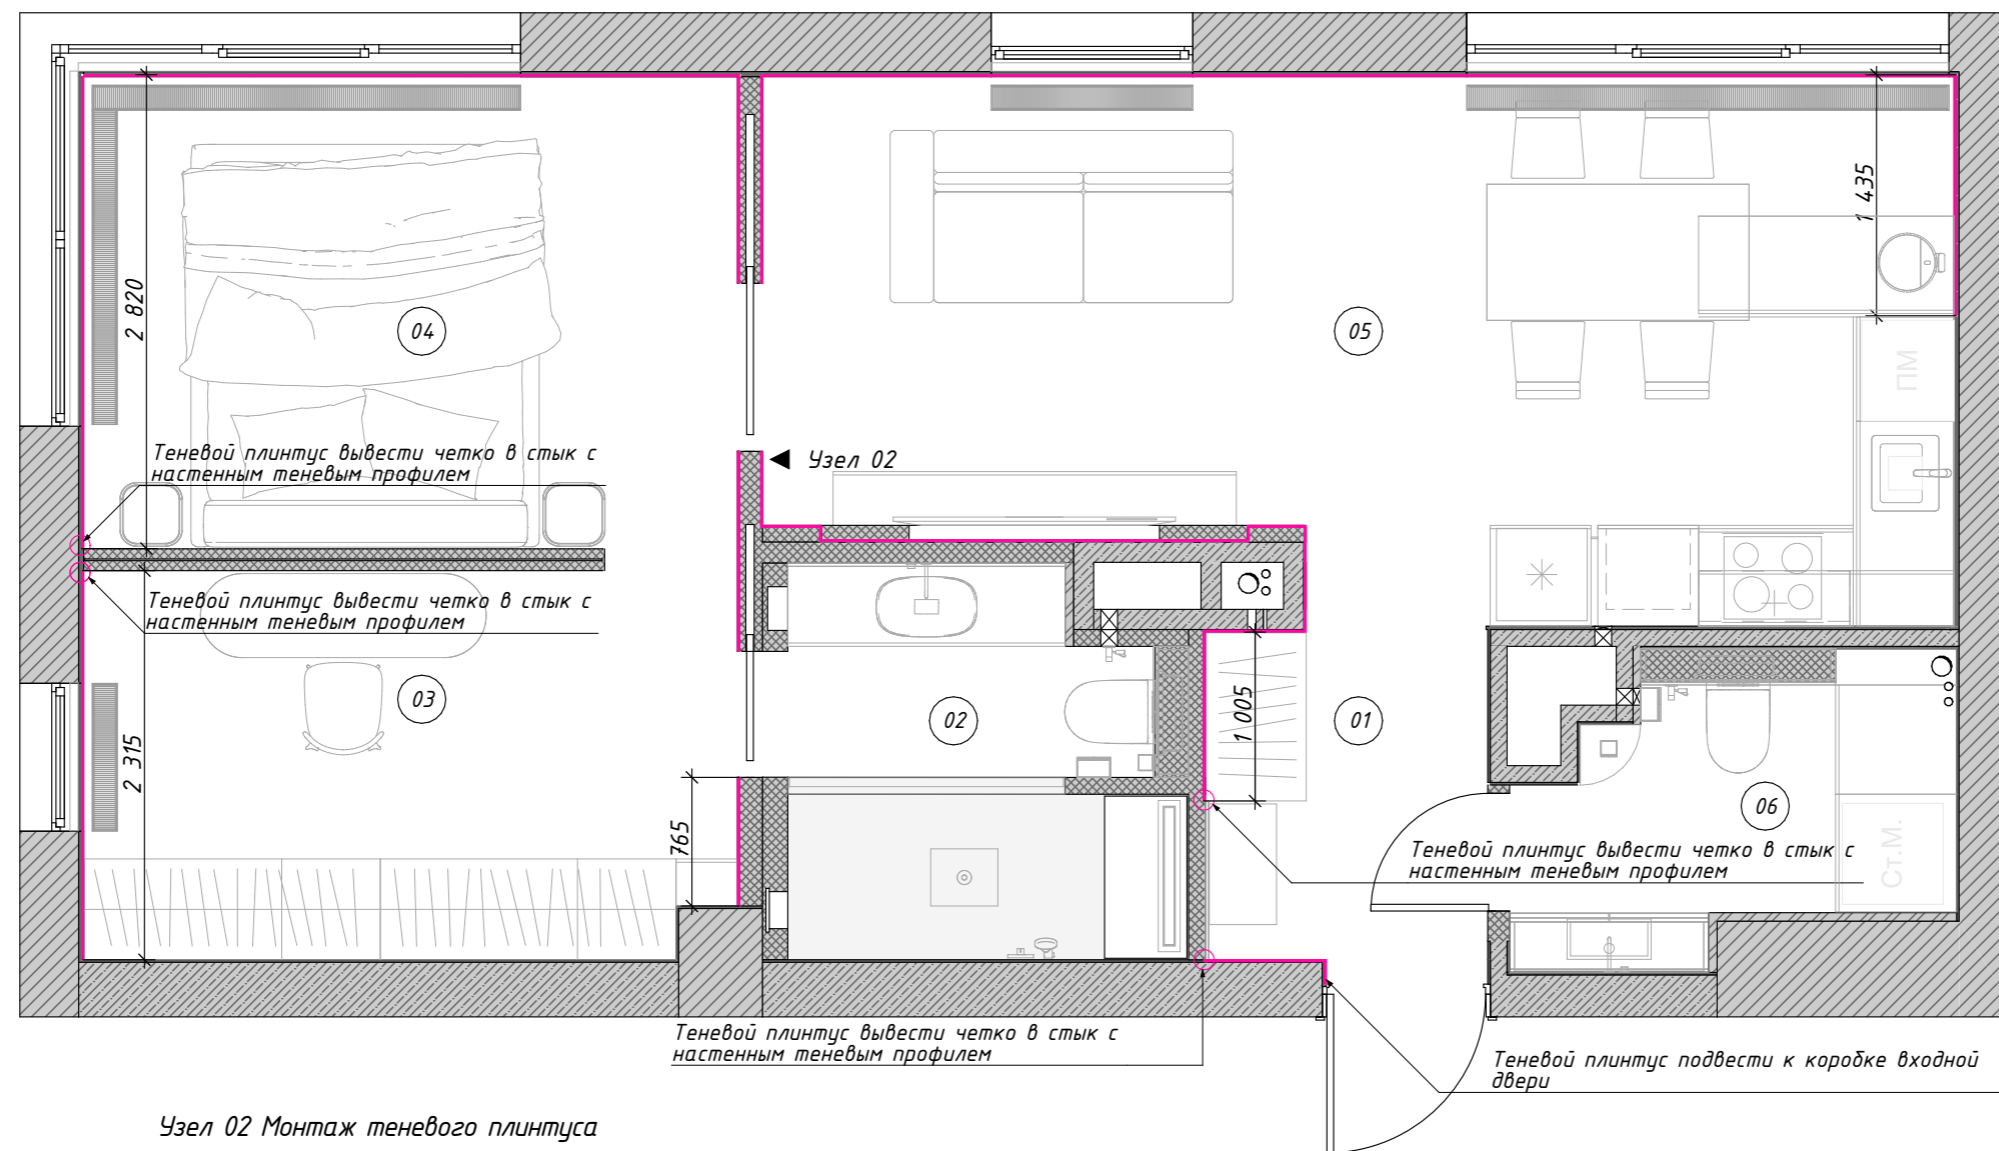 2 820
04
05
1 435
ПМ
Теневой плинтус вывести четко в стык с
настенным теневым профилем
Узел 02
Теневой плинтус вывести четко в стык с
настенным теневым профилем
03
2 315
02
1 005
01
06
765
Теневой плинтус вывести четко в стык с
настенным теневым профилем
Ст.М.
Теневой плинтус вывести четко в стык с
настенным теневым профилем
Теневой плинтус подвести к коробке входной
двери
Узел 02 Монтаж теневого плинтуса